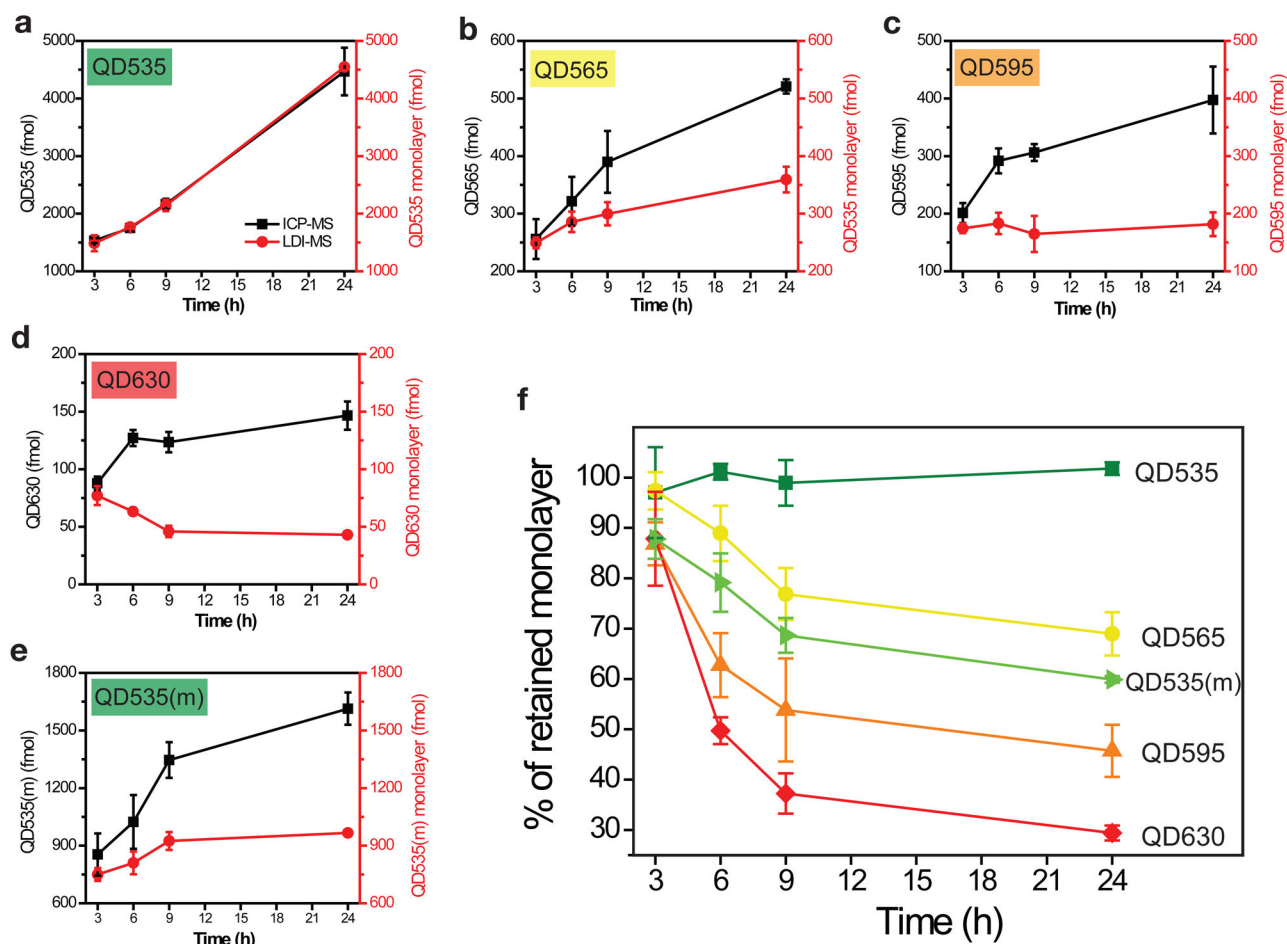 a
QD535
5000
4000
3000
2000
1000
QD535 (fmol)
5000
4000
3000
2000
1000
QD535 monolayer (fmol)
ICP-MS
LDI-MS
3 6 9 12 15 18 21 24
Time (h)
b
QD565
600
500
400
300
200
QD565 (fmol)
600
500
400
300
200
QD535 monolayer (fmol)
3 6 9 12 15 18 21 24
Time (h)
c
QD595
500
400
300
200
100
QD595 (fmol)
500
400
300
200
100
QD595 monolayer (fmol)
3 6 9 12 15 18 21 24
Time (h)
d
QD630
200
150
100
50
0
QD630 (fmol)
200
150
100
50
0
QD630 monolayer (fmol)
3 6 9 12 15 18 21 24
Time (h)
e
QD535(m)
1800
1500
1200
900
600
QD535(m) (fmol)
1800
1500
1200
900
600
QD535(m) monolayer (fmol)
3 6 9 12 15 18 21 24
Time (h)
f
100
90
80
70
60
50
40
30
% of retained monolayer
QD535
QD565
QD535(m)
QD595
QD630
3 6 9 12 15 18 21 24
Time (h)